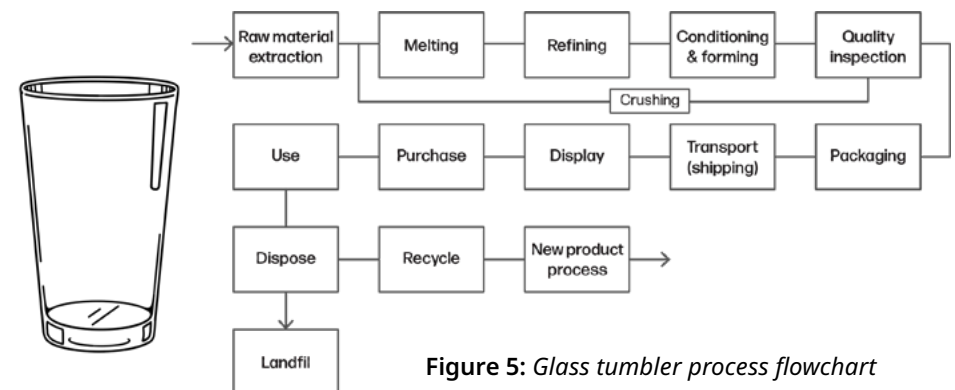 Raw material
extraction
Melting
Refining
Conditioning
& forming
Quality
inspection
Crushing
Use
Purchase
Display
Transport
(shipping)
Packaging
Dispose
Recycle
New product
process
Landfil
Figure 5: Glass tumbler process flowchart